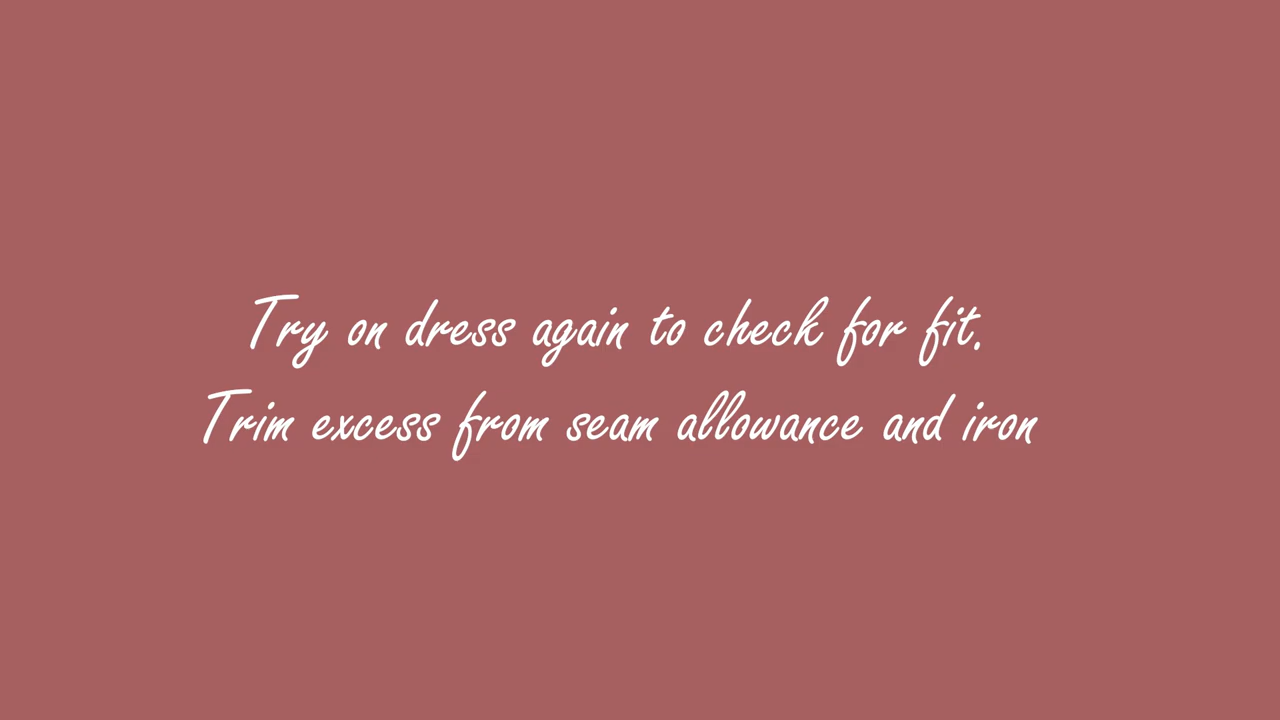 Try on dress again to check for fit.
Trim excess from seam allowance and iron